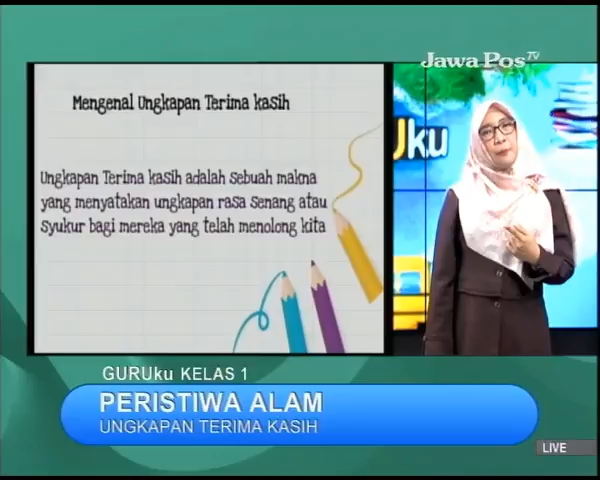 Jawa Pos TV
Mengenal Ungkapan Terima kasih
Ungkapan Terima kasih adalah sebuah makna
yang menyatakan ungkapan rasa senang atau
syukur bagi mereka yang telah menolong kita
Uku
GURUku KELAS 1
PERISTIWA ALAM
UNGKAPAN TERIMA KASIH
LIVE